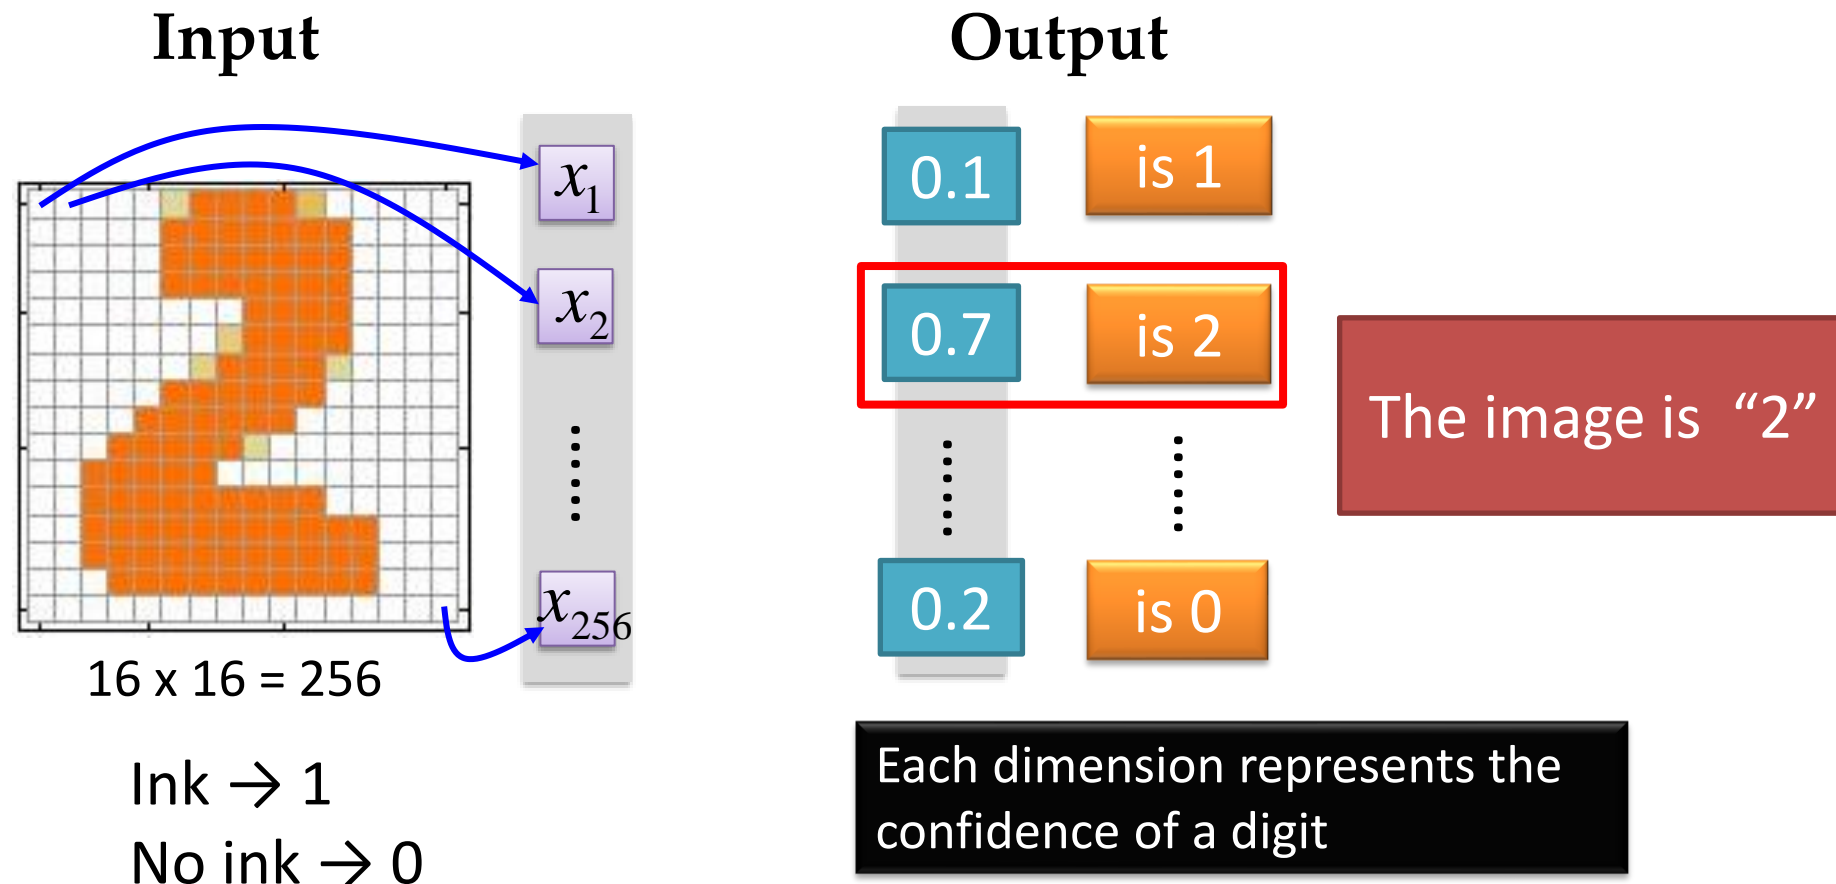 Input
x1
x2
x256
16 x 16 = 256
Ink → 1
No ink → 0
Output
0.1 is 1
0.7 is 2
0.2 is 0
The image is “2”
Each dimension represents the
confidence of a digit